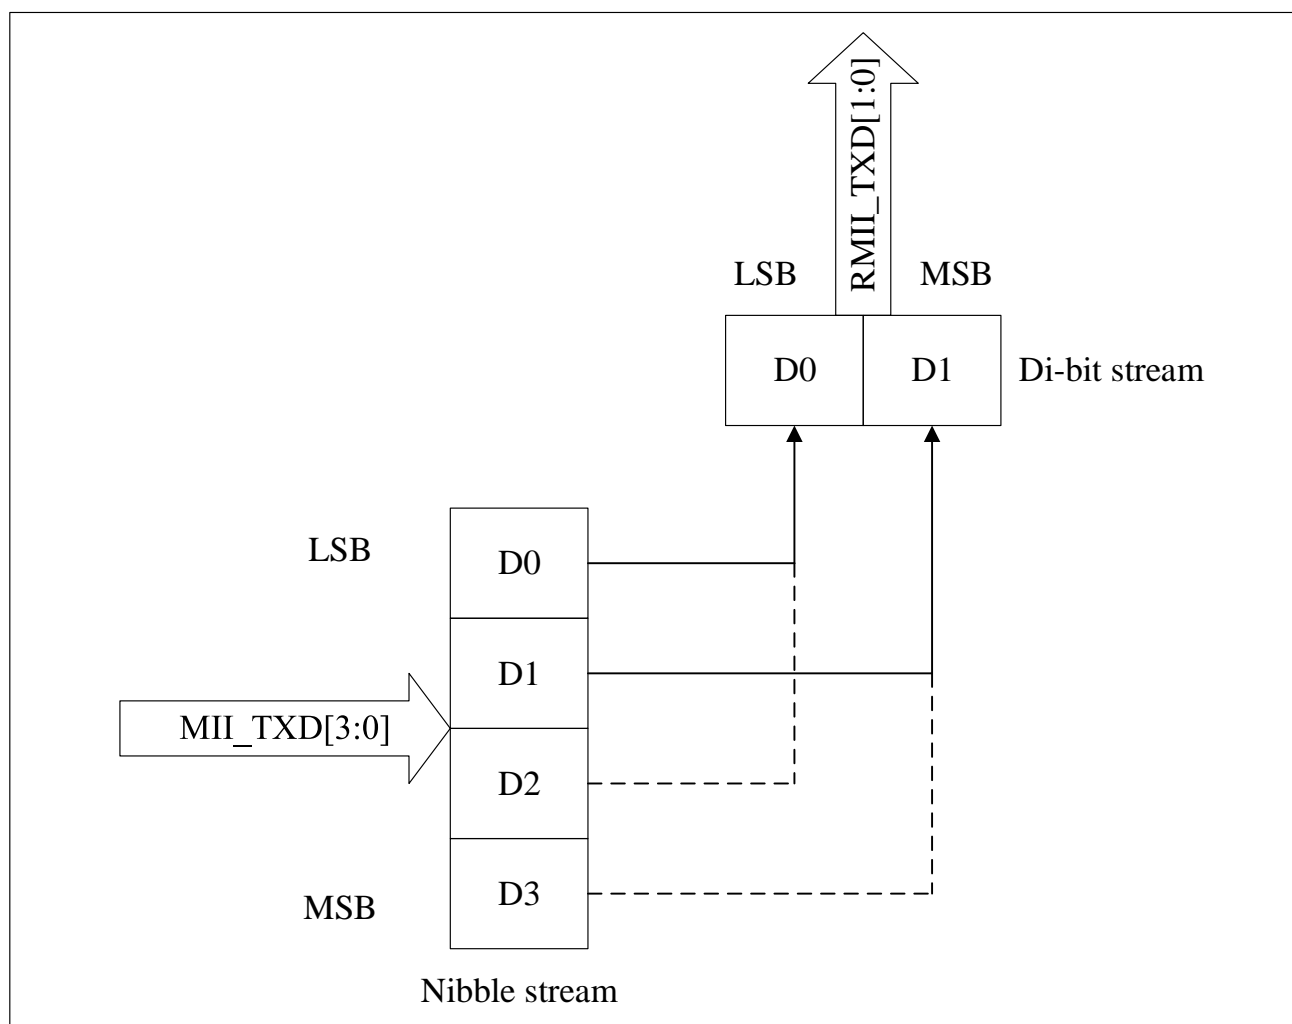 RMII_TXD[1:0]
LSB
MSB
D0
D1
Di-bit stream
LSB
D0
D1
MII_TXD[3:0]
D2
D3
MSB
Nibble stream